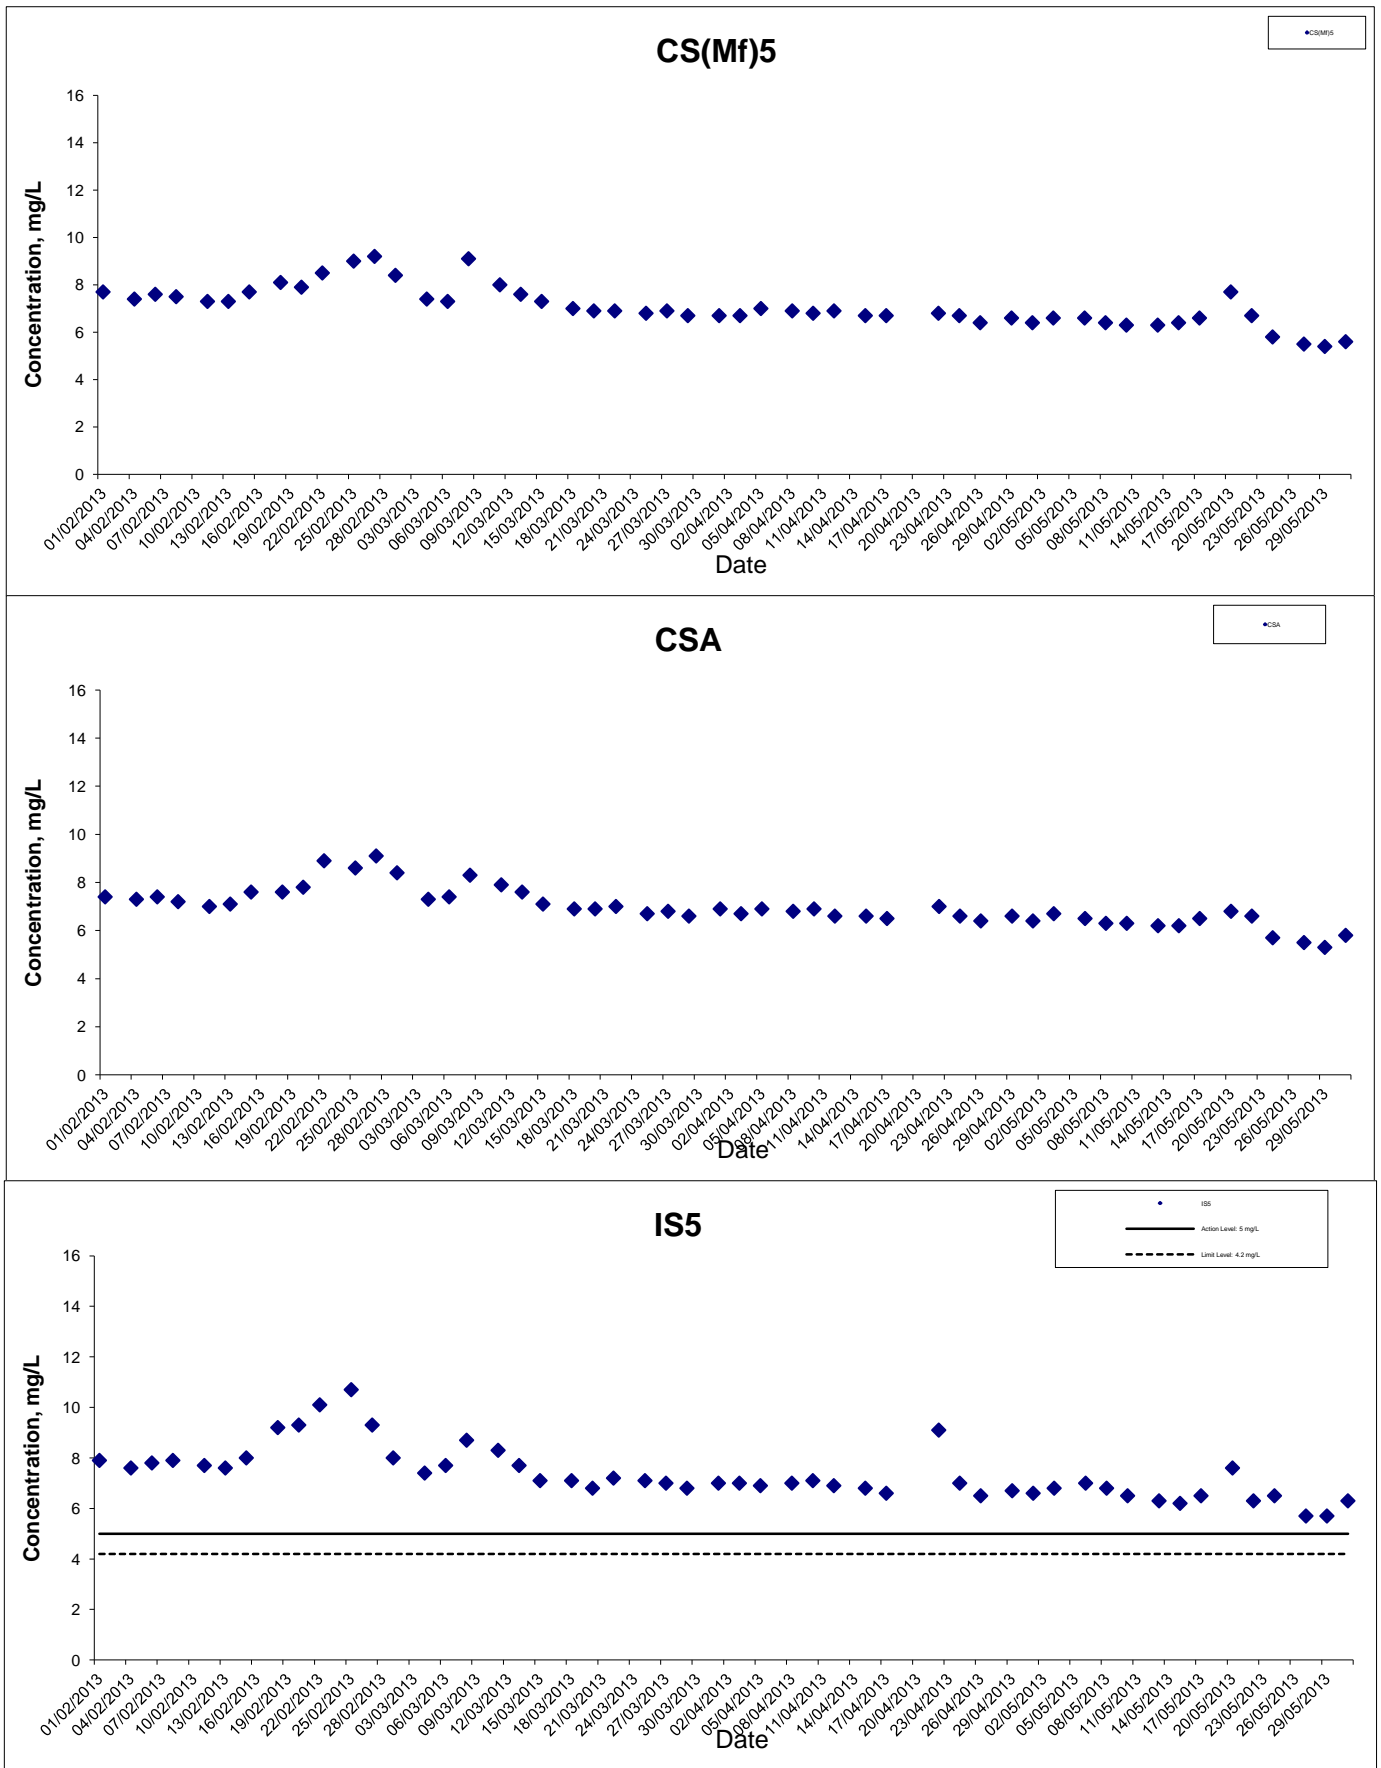 CS(Mf)5
CS(Mf)5
16
14
12
10
8
6
4
2
0
Concentration, mg/L
01/02/2013 04/02/2013 07/02/2013 10/02/2013 13/02/2013 16/02/2013 19/02/2013 22/02/2013 25/02/2013 28/02/2013 03/03/2013 06/03/2013 09/03/2013 12/03/2013 15/03/2013 18/03/2013 21/03/2013 24/03/2013 27/03/2013 30/03/2013 02/04/2013 05/04/2013 08/04/2013 11/04/2013 14/04/2013 17/04/2013 20/04/2013 23/04/2013 26/04/2013 29/04/2013 02/05/2013 05/05/2013 08/05/2013 11/05/2013 14/05/2013 17/05/2013 20/05/2013 23/05/2013 26/05/2013 29/05/2013
Date
CSA
CSA
16
14
12
10
8
6
4
2
0
Concentration, mg/L
01/02/2013 04/02/2013 07/02/2013 10/02/2013 13/02/2013 16/02/2013 19/02/2013 22/02/2013 25/02/2013 28/02/2013 03/03/2013 06/03/2013 09/03/2013 12/03/2013 15/03/2013 18/03/2013 21/03/2013 24/03/2013 27/03/2013 30/03/2013 02/04/2013 05/04/2013 08/04/2013 11/04/2013 14/04/2013 17/04/2013 20/04/2013 23/04/2013 26/04/2013 29/04/2013 02/05/2013 05/05/2013 08/05/2013 11/05/2013 14/05/2013 17/05/2013 20/05/2013 23/05/2013 26/05/2013 29/05/2013
Date
IS5
IS5
Action Level: 5 mg/L
Limit Level: 4.2 mg/L
16
14
12
10
8
6
4
2
0
Concentration, mg/L
01/02/2013 04/02/2013 07/02/2013 10/02/2013 13/02/2013 16/02/2013 19/02/2013 22/02/2013 25/02/2013 28/02/2013 03/03/2013 06/03/2013 09/03/2013 12/03/2013 15/03/2013 18/03/2013 21/03/2013 24/03/2013 27/03/2013 30/03/2013 02/04/2013 05/04/2013 08/04/2013 11/04/2013 14/04/2013 17/04/2013 20/04/2013 23/04/2013 26/04/2013 29/04/2013 02/05/2013 05/05/2013 08/05/2013 11/05/2013 14/05/2013 17/05/2013 20/05/2013 23/05/2013 26/05/2013 29/05/2013
Date